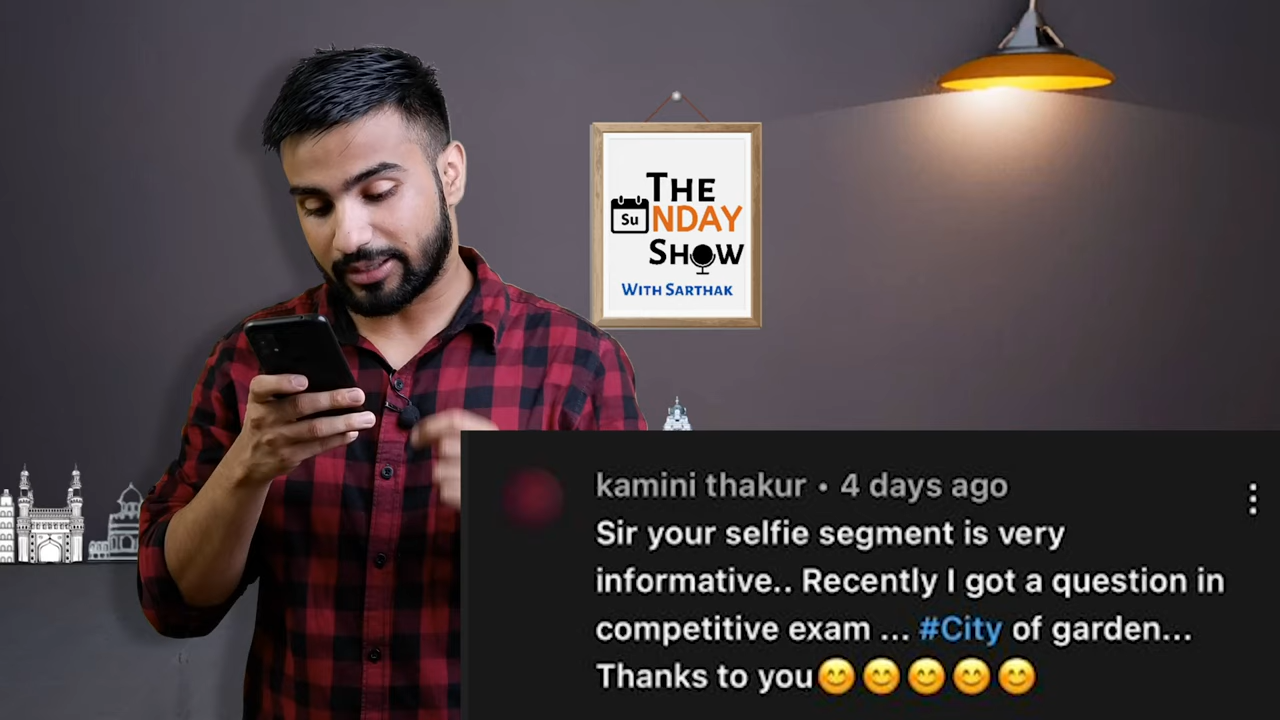 THE
Su NDAY
SHOW
WITH SARTHAK
kamini thakur • 4 days ago
Sir your selfie segment is very
informative.. Recently I got a question in
competitive exam ... #City of garden...
Thanks to you😊😊😊😊😊